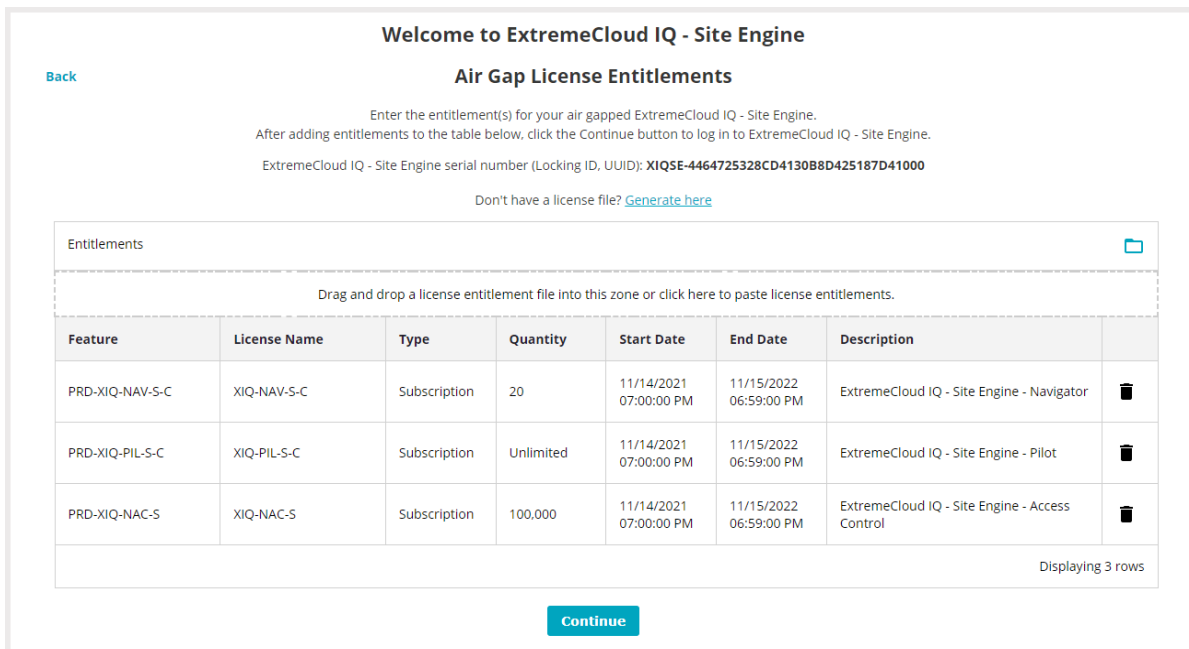 Welcome to ExtremeCloud IQ - Site Engine
Back
Air Gap License Entitlements
Enter the entitlement(s) for your air gapped ExtremeCloud IQ - Site Engine.
After adding entitlements to the table below, click the Continue button to log in to ExtremeCloud IQ - Site Engine.
ExtremeCloud IQ - Site Engine serial number (Locking ID, UUID): XIQSE-4464725328CD4130B8D425187D41000
Don't have a license file? Generate here
Entitlements
Drag and drop a license entitlement file into this zone or click here to paste license entitlements.
Feature License Name Type Quantity Start Date End Date Description
PRD-XIQ-NAV-S-C XIQ-NAV-S-C Subscription 20 11/14/2021 07:00:00 PM 11/15/2022 06:59:00 PM ExtremeCloud IQ - Site Engine - Navigator
PRD-XIQ-PIL-S-C XIQ-PIL-S-C Subscription Unlimited 11/14/2021 07:00:00 PM 11/15/2022 06:59:00 PM ExtremeCloud IQ - Site Engine - Pilot
PRD-XIQ-NAC-S XIQ-NAC-S Subscription 100,000 11/14/2021 07:00:00 PM 11/15/2022 06:59:00 PM ExtremeCloud IQ - Site Engine - Access Control
Displaying 3 rows
Continue